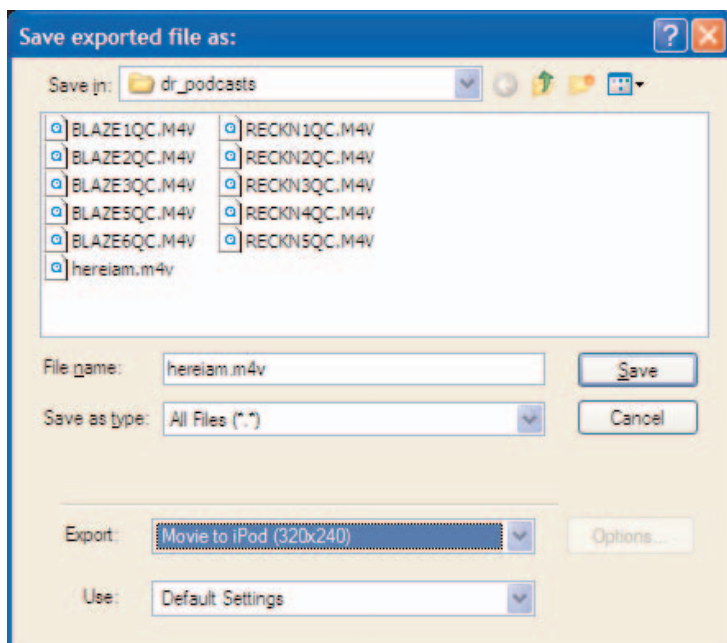 Save exported file as:
Save in: dr_podcasts
BLAZE1QC.M4V RECKN1QC.M4V
BLAZE2QC.M4V RECKN2QC.M4V
BLAZE3QC.M4V RECKN3QC.M4V
BLAZE5QC.M4V RECKN4QC.M4V
BLAZE6QC.M4V RECKN5QC.M4V
hereiam.m4v
File name: hereiam.m4v Save
Save as type: All Files (*.*) Cancel
Export: Movie to iPod (320x240) Options...
Use: Default Settings